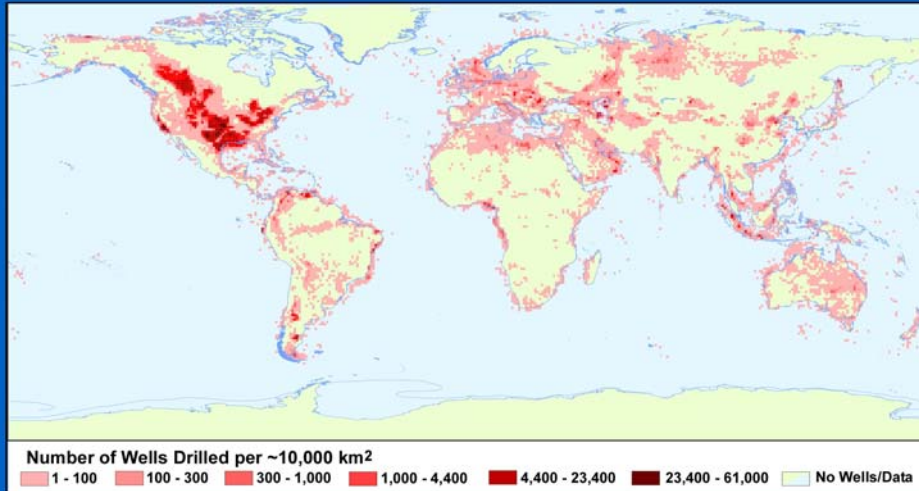 Number of Wells Drilled per ~10,000 km²
1 - 100 100 - 300 300 - 1,000 1,000 - 4,400 4,400 - 23,400 23,400 - 61,000 No Wells/Data